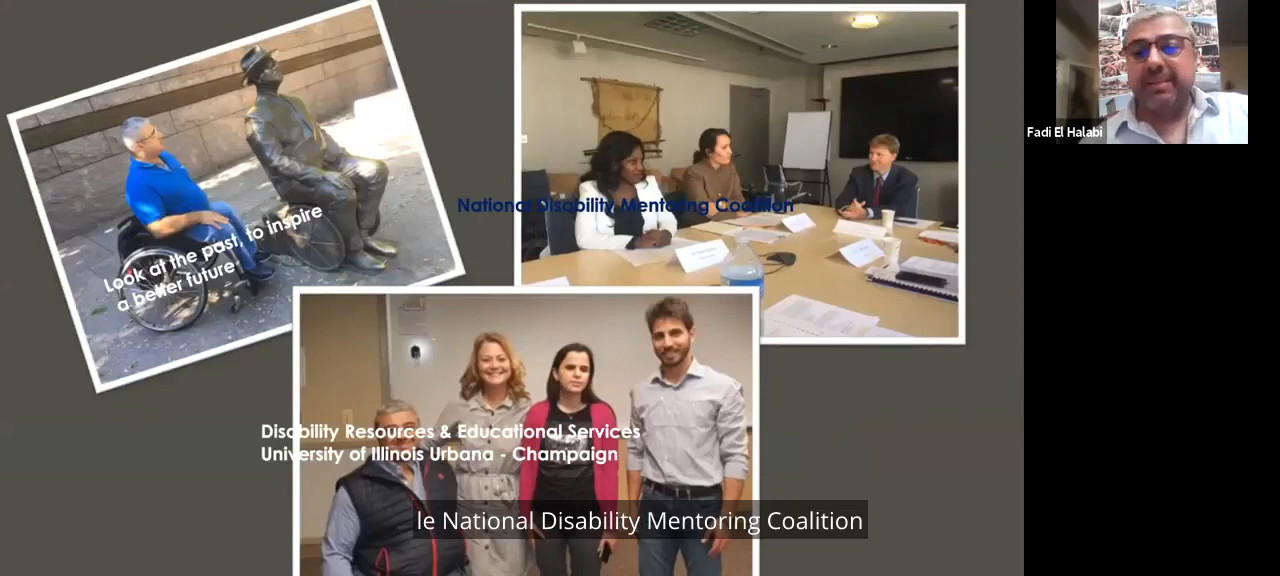 National Disability Mentoring Coalition
Look at the past, to inspire
a better future
Disability Resources & Educational Services
University of Illinois Urbana - Champaign
le National Disability Mentoring Coalition
Fadi El Halabi